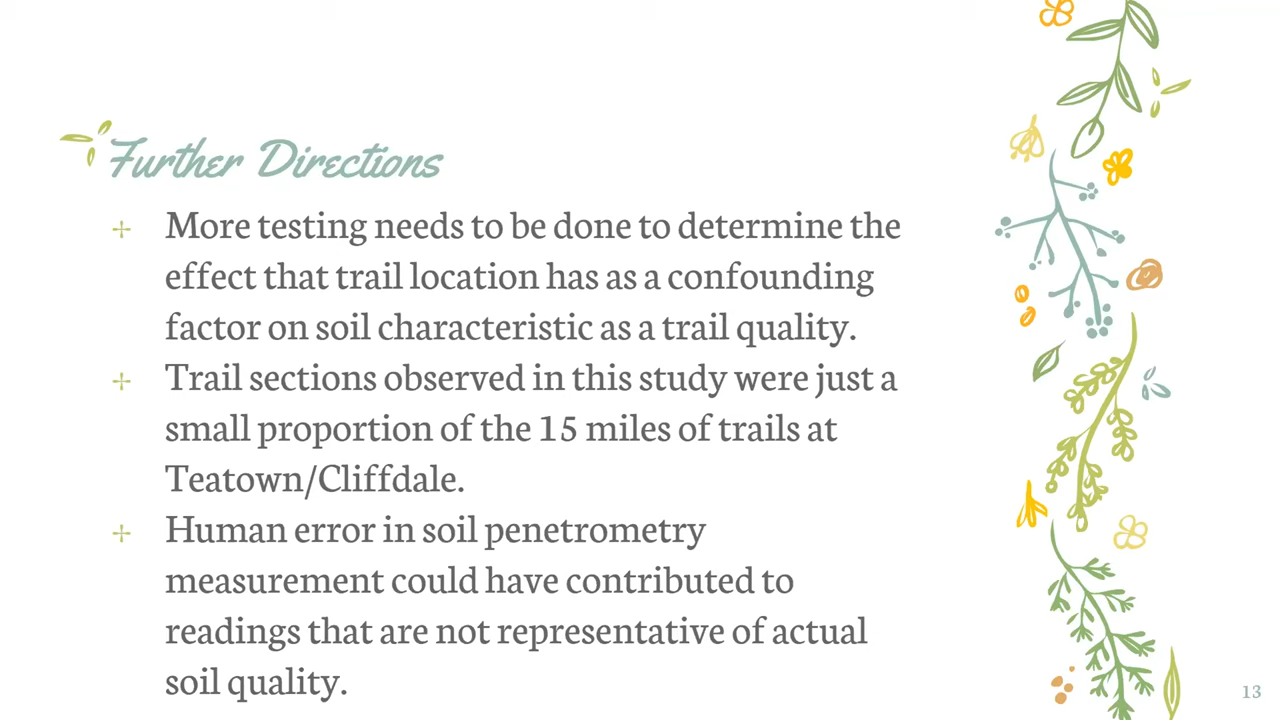 Further Directions
More testing needs to be done to determine the
effect that trail location has as a confounding
factor on soil characteristic as a trail quality.
Trail sections observed in this study were just a
small proportion of the 15 miles of trails at
Teatown/Cliffdale.
Human error in soil penetrometry
measurement could have contributed to
readings that are not representative of actual
soil quality.
13